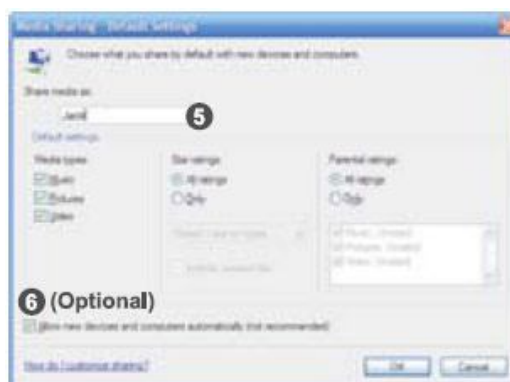 Media Sharing - Default Settings
Choose what you share by default with new devices and computers.
Share media as:
5
Default settings
Media types:
Star ratings:
Parental ratings:
Music
All ratings
All ratings
Pictures
Only
Only
Video
6 (Optional)
Allow new devices and computers automatically (not recommended)
How do I customize sharing?
OK
Cancel